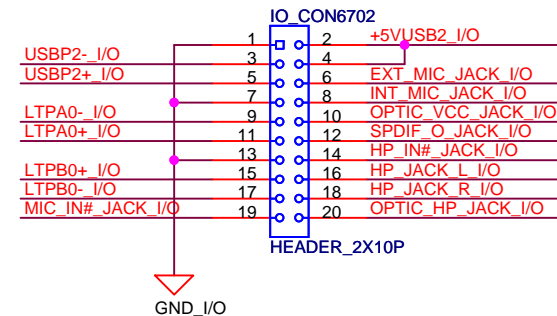 IO_CON6702
1 2 +5VUSB2_I/O
USBP2-_I/O 3 4
USBP2+_I/O 5 6 EXT_MIC_JACK_I/O
7 8 INT_MIC_JACK_I/O
LTPA0-_I/O 9 10 OPTIC_VCC_JACK_I/O
LTPA0+_I/O 11 12 SPDIF_O_JACK_I/O
13 14 HP_IN#_JACK_I/O
LTPB0+_I/O 15 16 HP_JACK_L_I/O
LTPB0-_I/O 17 18 HP_JACK_R_I/O
MIC_IN#_JACK_I/O 19 20 OPTIC_HP_JACK_I/O
HEADER_2X10P
GND_I/O